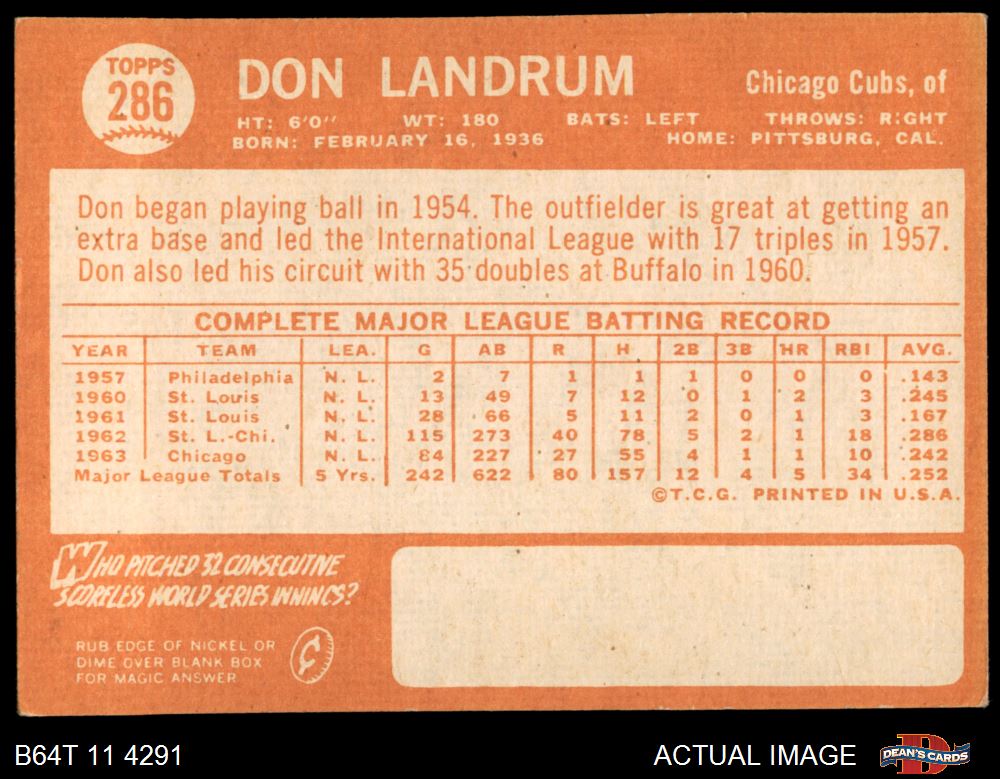 TOPPS
286
DON LANDRUM
Chicago Cubs, of
HT: 6'0" WT: 180 BATS: LEFT THROWS: RIGHT
BORN: FEBRUARY 16, 1936 HOME: PITTSBURG, CAL.
Don began playing ball in 1954. The outfielder is great at getting an
extra base and led the International League with 17 triples in 1957.
Don also led his circuit with 35 doubles at Buffalo in 1960.
COMPLETE MAJOR LEAGUE BATTING RECORD
YEAR TEAM LEA. G AB R H 2B 3B HR RBI AVG.
1957 Philadelphia N. L. 2 7 1 1 1 0 0 0 .143
1960 St. Louis N. L. 13 49 7 12 0 1 2 3 .245
1961 St. Louis N. L. 28 66 5 11 2 0 1 3 .167
1962 St. L.-Chi. N. L. 115 273 40 78 5 2 1 18 .286
1963 Chicago N. L. 84 227 27 55 4 1 1 10 .242
Major League Totals 5 Yrs. 242 622 80 157 12 4 5 34 .252
©T.C.G. PRINTED IN U.S.A.
WHO PITCHED 32 CONSECUTIVE
SCORELESS WORLD SERIES INNINGS?
RUB EDGE OF NICKEL OR
DIME OVER BLANK BOX
FOR MAGIC ANSWER
B64T 11 4291
ACTUAL IMAGE
DEAN'S CARDS